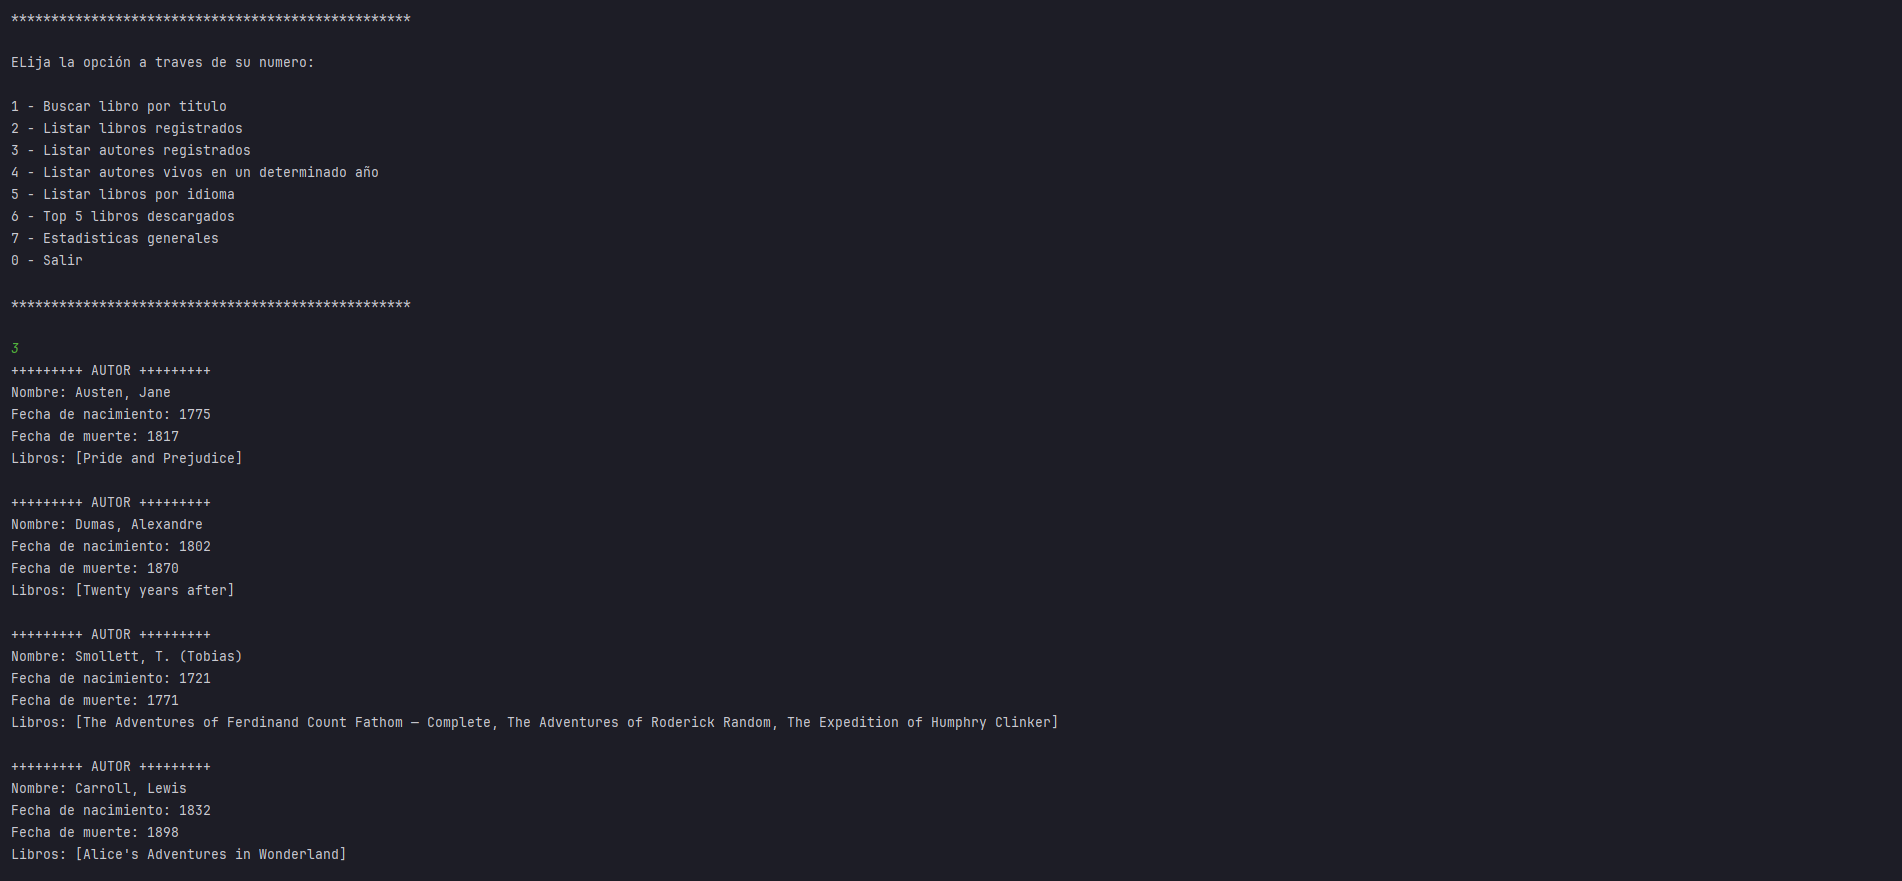 **************************************************
ELija la opción a traves de su numero:
1 - Buscar libro por titulo
2 - Listar libros registrados
3 - Listar autores registrados
4 - Listar autores vivos en un determinado año
5 - Listar libros por idioma
6 - Top 5 libros descargados
7 - Estadisticas generales
0 - Salir
**************************************************
3
+++++++++ AUTOR +++++++++
Nombre: Austen, Jane
Fecha de nacimiento: 1775
Fecha de muerte: 1817
Libros: [Pride and Prejudice]
+++++++++ AUTOR +++++++++
Nombre: Dumas, Alexandre
Fecha de nacimiento: 1802
Fecha de muerte: 1870
Libros: [Twenty years after]
+++++++++ AUTOR +++++++++
Nombre: Smollett, T. (Tobias)
Fecha de nacimiento: 1721
Fecha de muerte: 1771
Libros: [The Adventures of Ferdinand Count Fathom — Complete, The Adventures of Roderick Random, The Expedition of Humphry Clinker]
+++++++++ AUTOR +++++++++
Nombre: Carroll, Lewis
Fecha de nacimiento: 1832
Fecha de muerte: 1898
Libros: [Alice's Adventures in Wonderland]